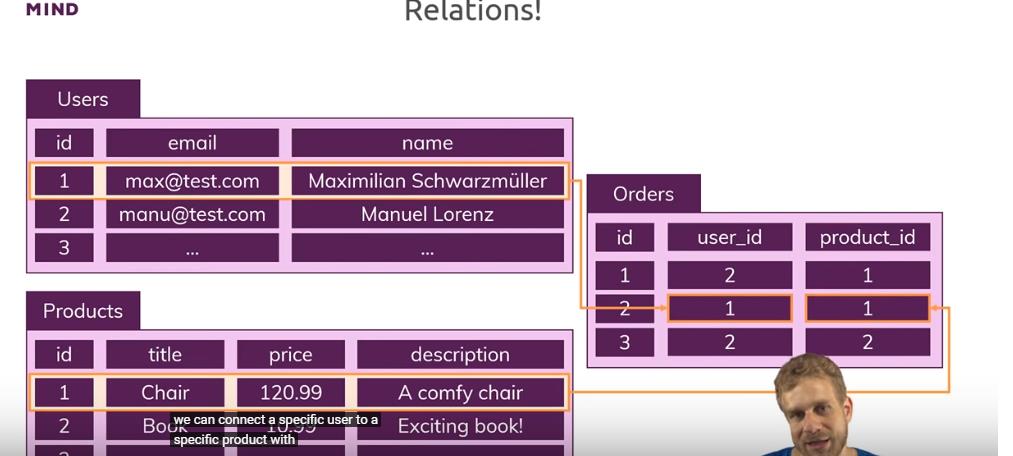 MIND
Relations!
Users
id email name
1 max@test.com Maximilian Schwarzmüller
2 manu@test.com Manuel Lorenz
3 ... ...
Orders
id user_id product_id
1 2 1
2 1 1
3 2 2
Products
id title price description
1 Chair 120.99 A comfy chair
2 Book 10.99 Exciting book!
we can connect a specific user to a
specific product with